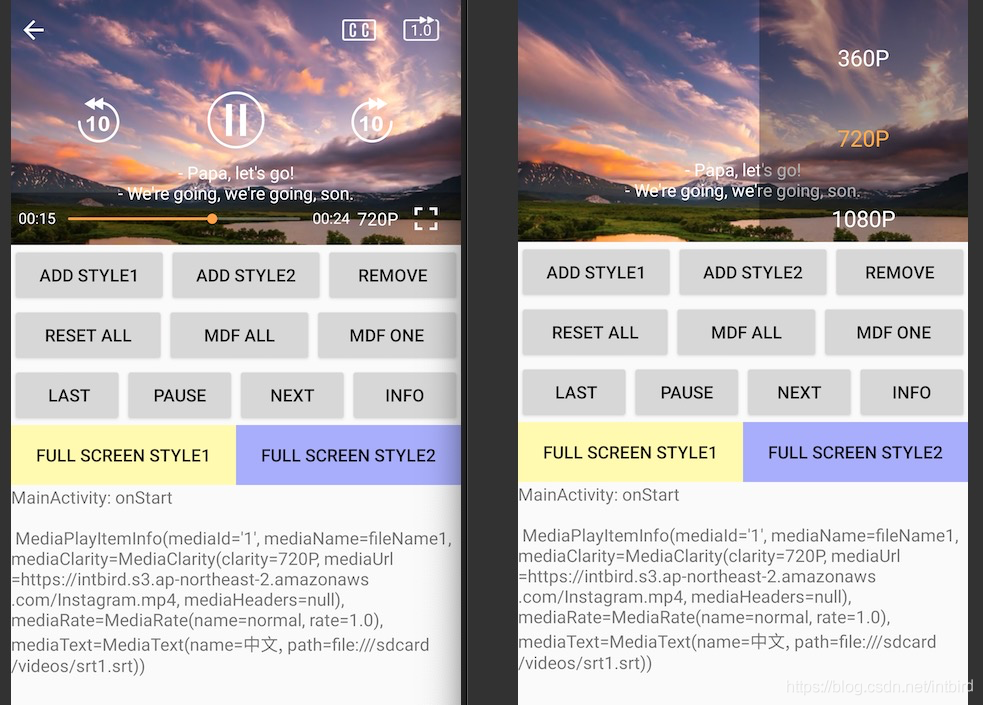 CC 1.0
10 10
- Papa, let's go!
- We're going, we're going, son.
00:15 00:24 720P
ADD STYLE1 ADD STYLE2 REMOVE
RESET ALL MDF ALL MDF ONE
LAST PAUSE NEXT INFO
FULL SCREEN STYLE1 FULL SCREEN STYLE2
MainActivity: onStart
MediaPlayItemInfo(mediaId='1', mediaName=fileName1,
mediaClarity=MediaClarity(clarity=720P, mediaUrl
=https://intbird.s3.ap-northeast-2.amazonaws
.com/Instagram.mp4, mediaHeaders=null),
mediaRate=MediaRate(name=normal, rate=1.0),
mediaText=MediaText(name=中文, path=file:///sdcard
/videos/srt1.srt))
360P
720P
- Papa, let's go!
- We're going, we're going, son.
1080P
ADD STYLE1 ADD STYLE2 REMOVE
RESET ALL MDF ALL MDF ONE
LAST PAUSE NEXT INFO
FULL SCREEN STYLE1 FULL SCREEN STYLE2
MainActivity: onStart
MediaPlayItemInfo(mediaId='1', mediaName=fileName1,
mediaClarity=MediaClarity(clarity=720P, mediaUrl
=https://intbird.s3.ap-northeast-2.amazonaws
.com/Instagram.mp4, mediaHeaders=null),
mediaRate=MediaRate(name=normal, rate=1.0),
mediaText=MediaText(name=中文, path=file:///sdcard
/videos/srt1.srt))
https://blog.csdn.net/intbird